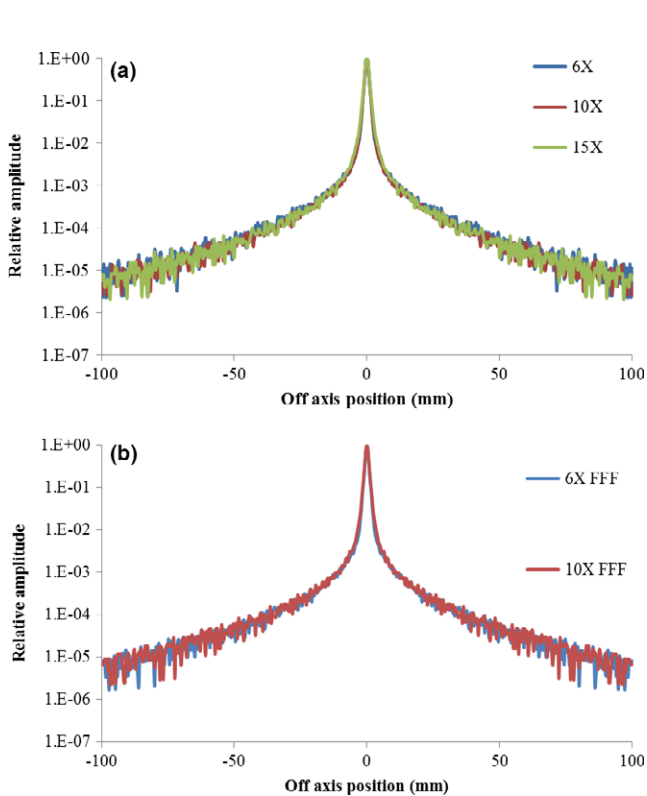 (a)
6X
10X
15X
Relative amplitude
1.E+00
1.E-01
1.E-02
1.E-03
1.E-04
1.E-05
1.E-06
1.E-07
-100
-50
0
50
100
Off axis position (mm)
(b)
6X FFF
10X FFF
Relative amplitude
1.E+00
1.E-01
1.E-02
1.E-03
1.E-04
1.E-05
1.E-06
1.E-07
-100
-50
0
50
100
Off axis position (mm)